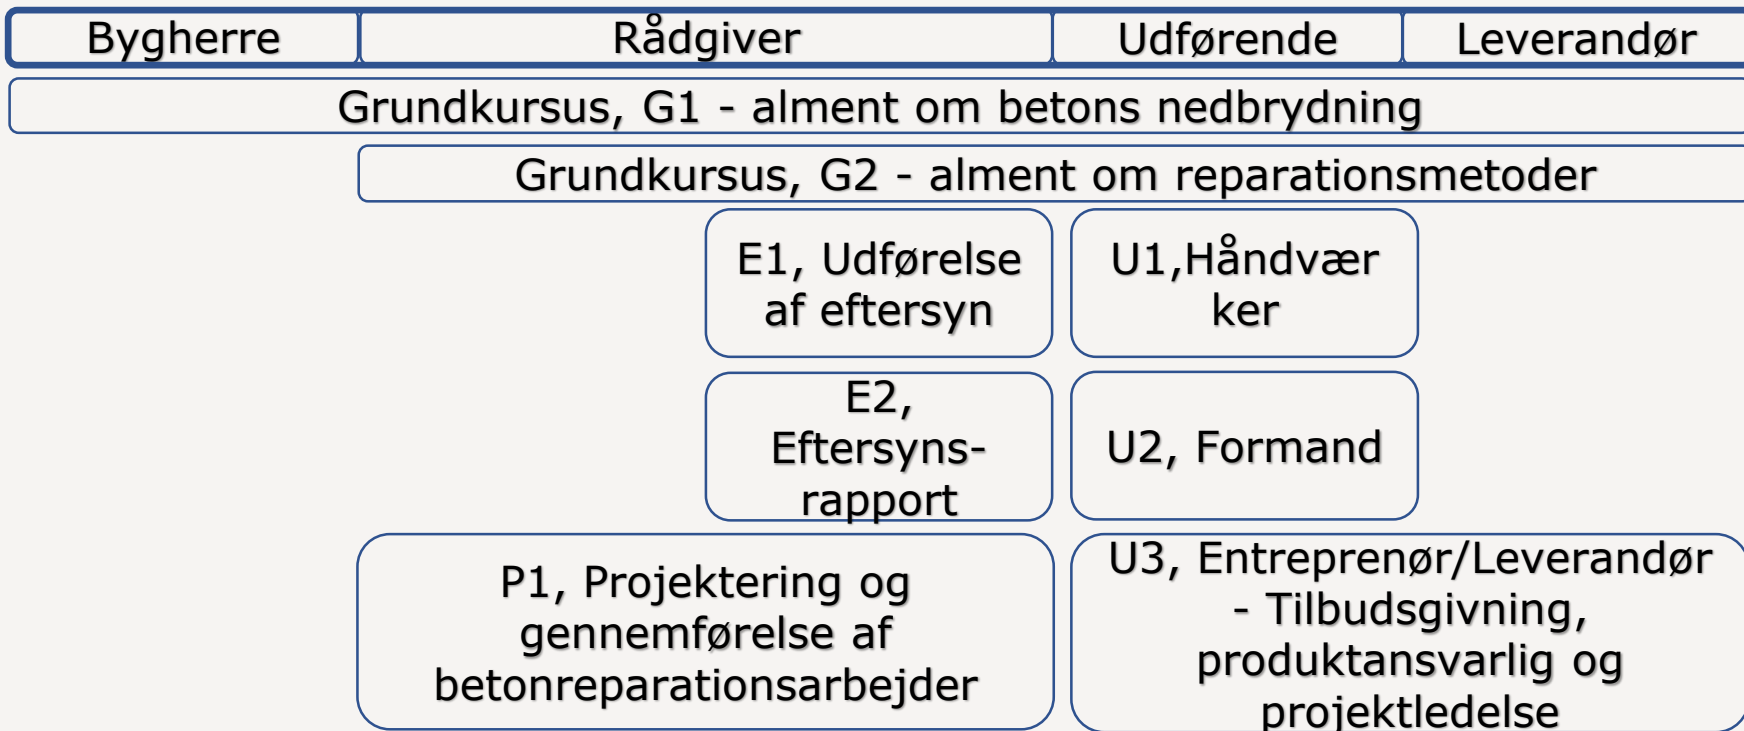 Bygherre Rådgiver Udførende Leverandør
Grundkursus, G1 - alment om betons nedbrydning
Grundkursus, G2 - alment om reparationsmetoder
E1, Udførelse
af eftersyn
U1,Håndvær
ker
E2,
Eftersyns-
rapport
U2, Formand
P1, Projektering og
gennemførelse af
betonreparationsarbejder
U3, Entreprenør/Leverandør
- Tilbudsgivning,
produktansvarlig og
projektledelse